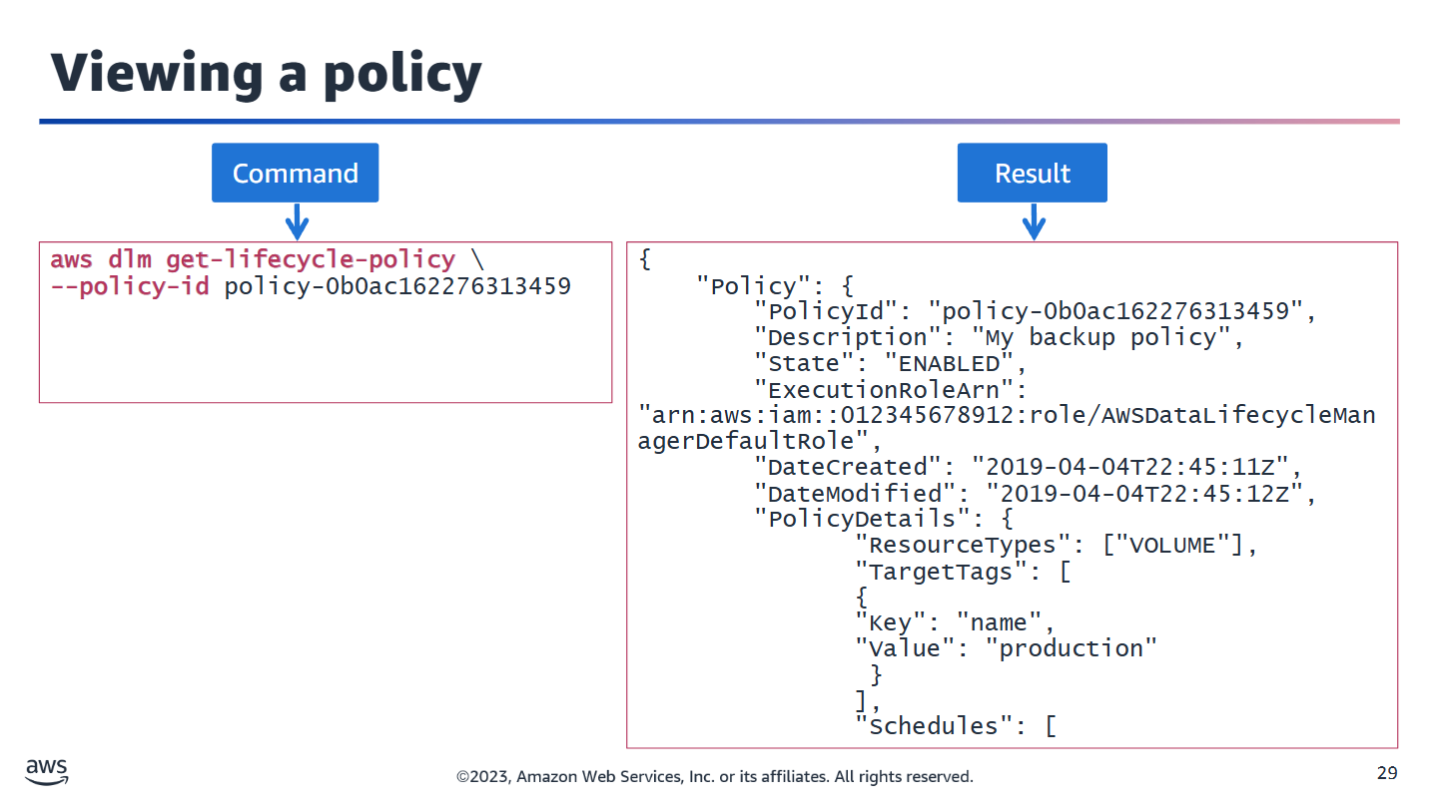 Viewing a policy
Command
aws dlm get-lifecycle-policy \
--policy-id policy-0b0ac162276313459
Result
{
"Policy": {
"PolicyId": "policy-0b0ac162276313459",
"Description": "My backup policy",
"State": "ENABLED",
"ExecutionRoleArn":
"arn:aws:iam::012345678912:role/AWSDataLifecycleMan
agerDefaultRole",
"DateCreated": "2019-04-04T22:45:11Z",
"DateModified": "2019-04-04T22:45:12Z",
"PolicyDetails": {
"ResourceTypes": ["VOLUME"],
"TargetTags": [
{
"Key": "name",
"Value": "production"
}
],
"Schedules": [
aws
©2023, Amazon Web Services, Inc. or its affiliates. All rights reserved.
29